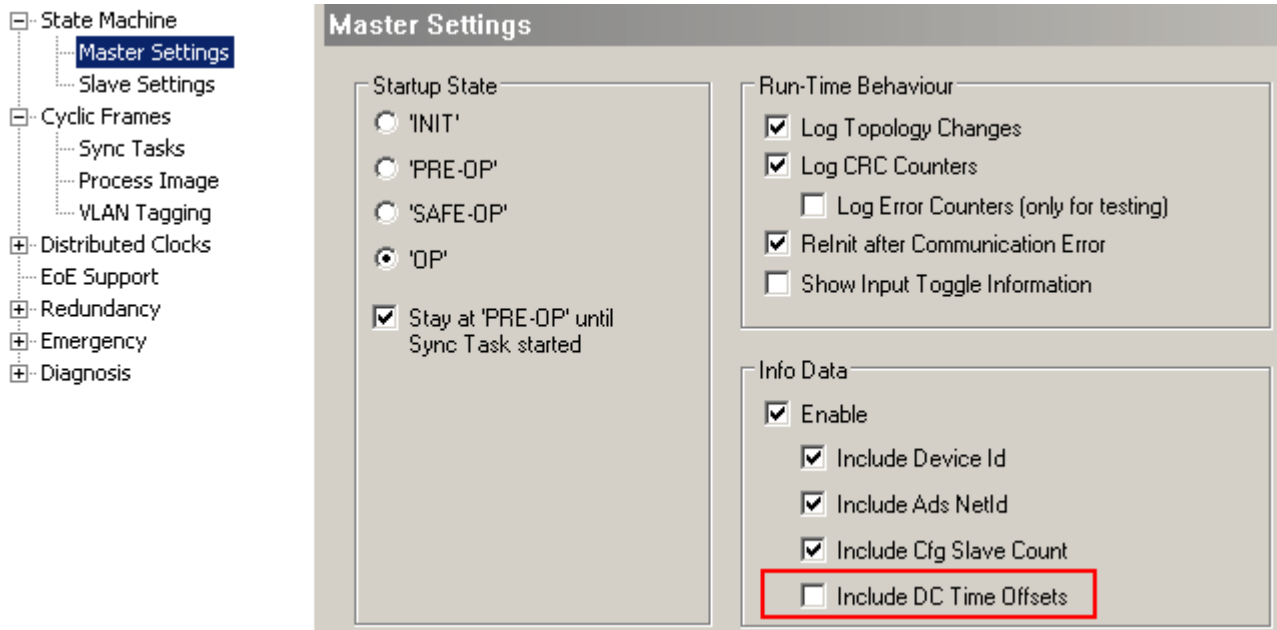 State Machine
Master Settings
Slave Settings
Cyclic Frames
Sync Tasks
Process Image
VLAN Tagging
Distributed Clocks
EoE Support
Redundancy
Emergency
Diagnosis
Master Settings
Startup State
'INIT'
'PRE-OP'
'SAFE-OP'
'OP'
Stay at 'PRE-OP' until
Sync Task started
Run-Time Behaviour
Log Topology Changes
Log CRC Counters
Log Error Counters (only for testing)
ReInit after Communication Error
Show Input Toggle Information
Info Data
Enable
Include Device Id
Include Ads NetId
Include Cfg Slave Count
Include DC Time Offsets